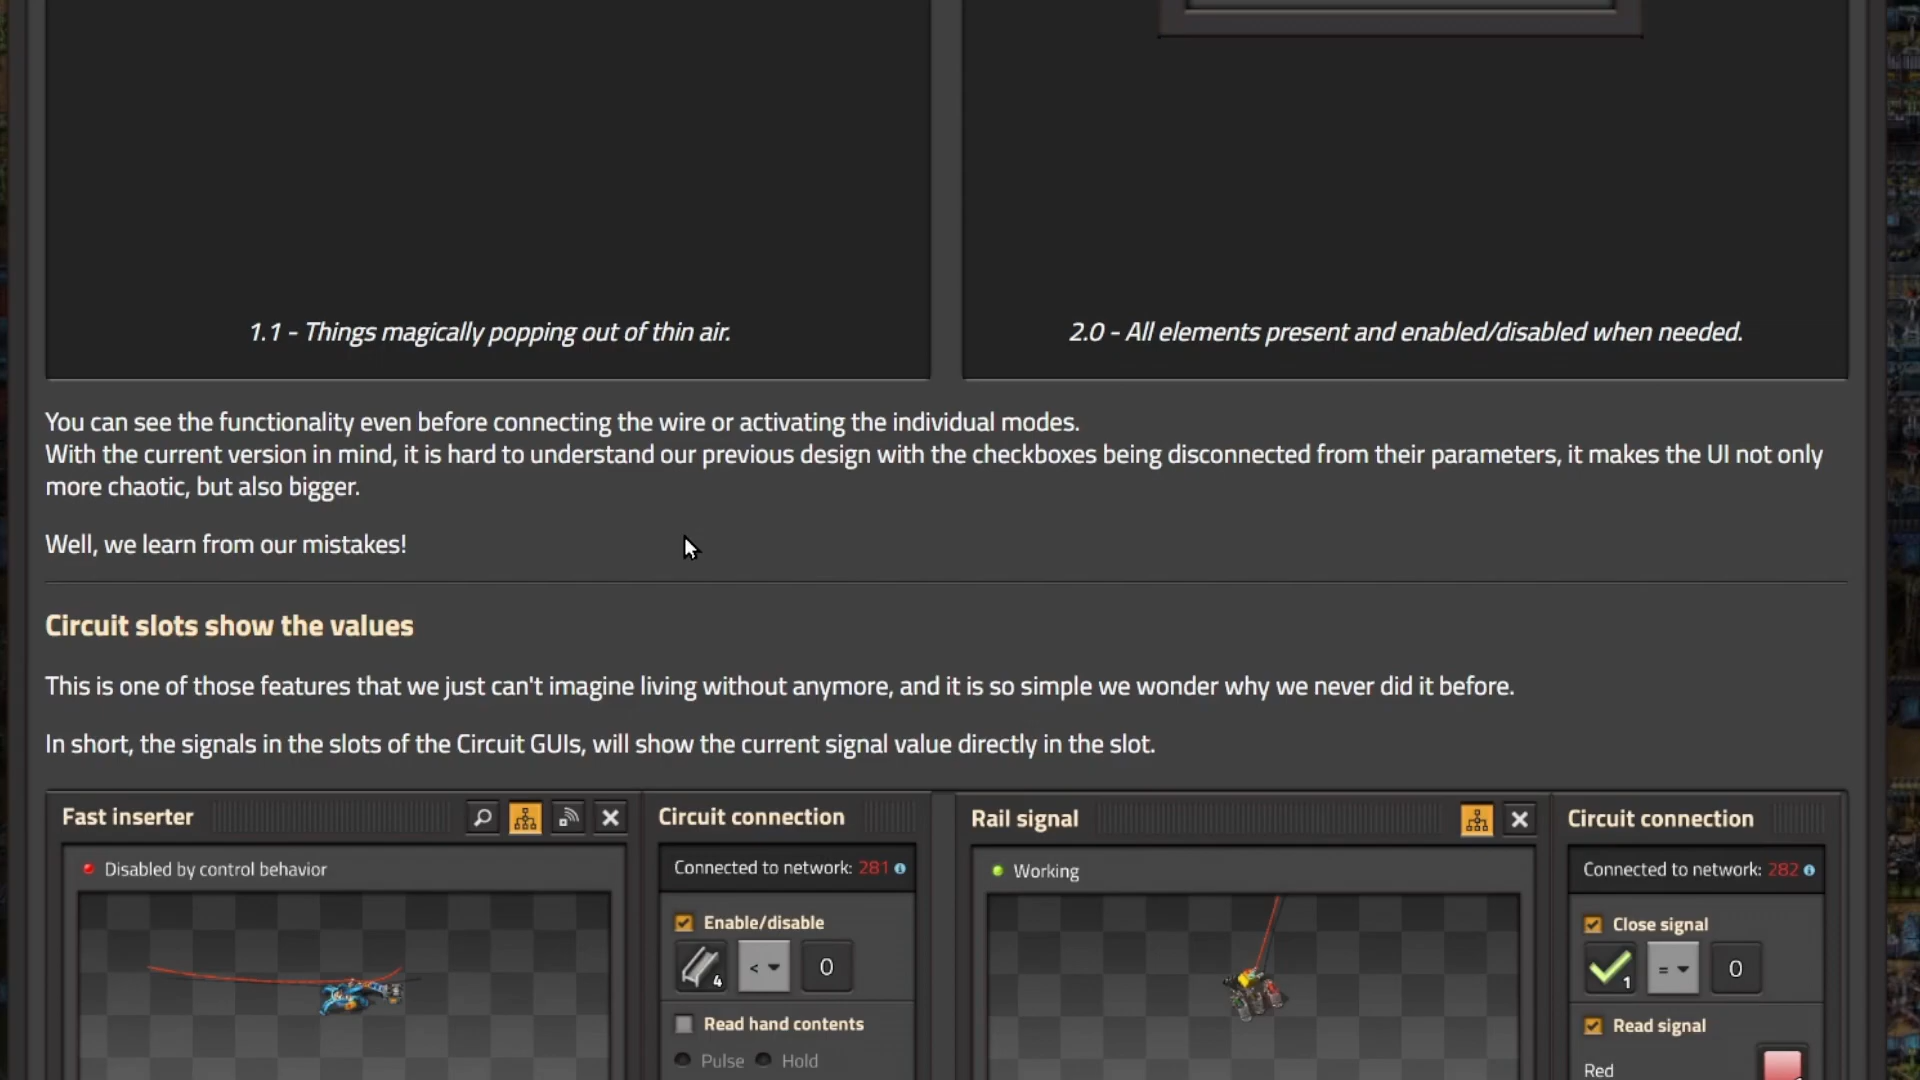 1.1 - Things magically popping out of thin air.
2.0 - All elements present and enabled/disabled when needed.
You can see the functionality even before connecting the wire or activating the individual modes.
With the current version in mind, it is hard to understand our previous design with the checkboxes being disconnected from their parameters, it makes the UI not only
more chaotic, but also bigger.
Well, we learn from our mistakes!
Circuit slots show the values
This is one of those features that we just can't imagine living without anymore, and it is so simple we wonder why we never did it before.
In short, the signals in the slots of the Circuit GUIs, will show the current signal value directly in the slot.
Fast inserter
Disabled by control behavior
Circuit connection
Connected to network: 281
Enable/disable
4 < 0
Read hand contents
Pulse Hold
Rail signal
Working
Circuit connection
Connected to network: 282
Close signal
1 = 0
Read signal
Red